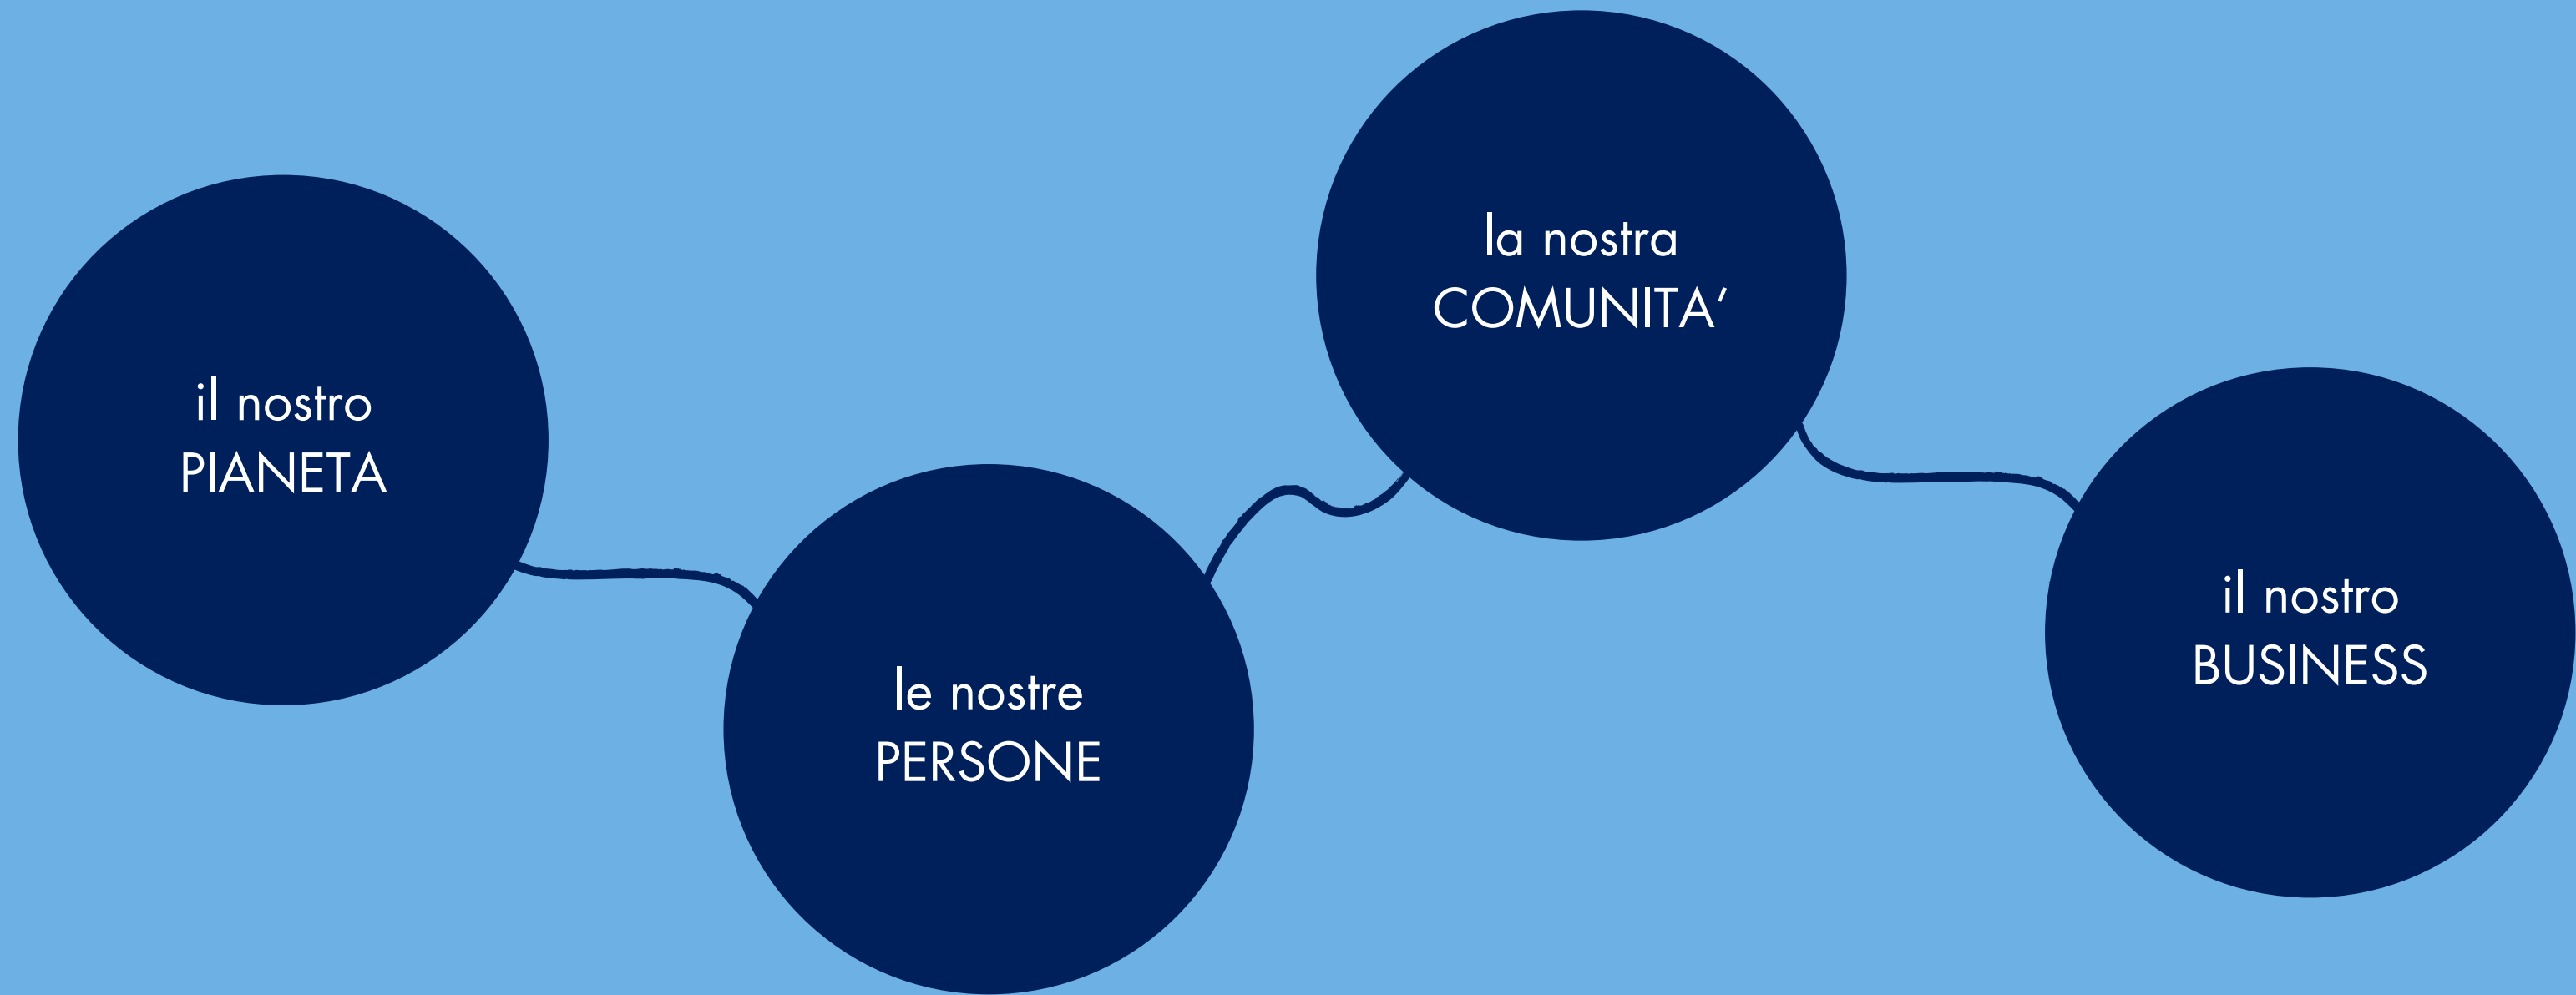 il nostro
PIANETA
le nostre
PERSONE
la nostra
COMUNITA’
il nostro
BUSINESS